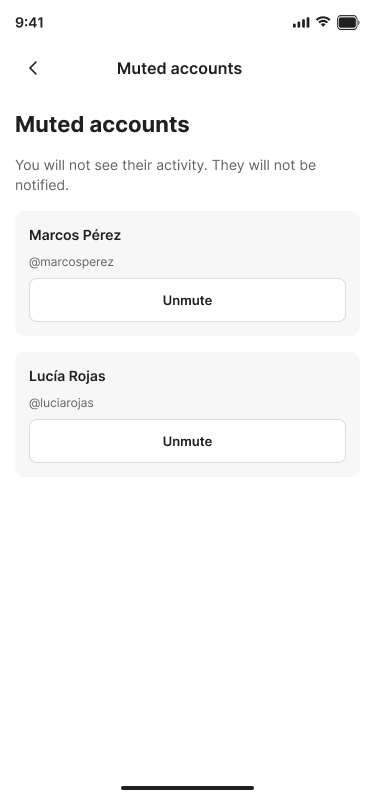 9:41
Muted accounts
Muted accounts
You will not see their activity. They will not be
notified.
Marcos Pérez
@marcosperez
Unmute
Lucía Rojas
@luciarojas
Unmute